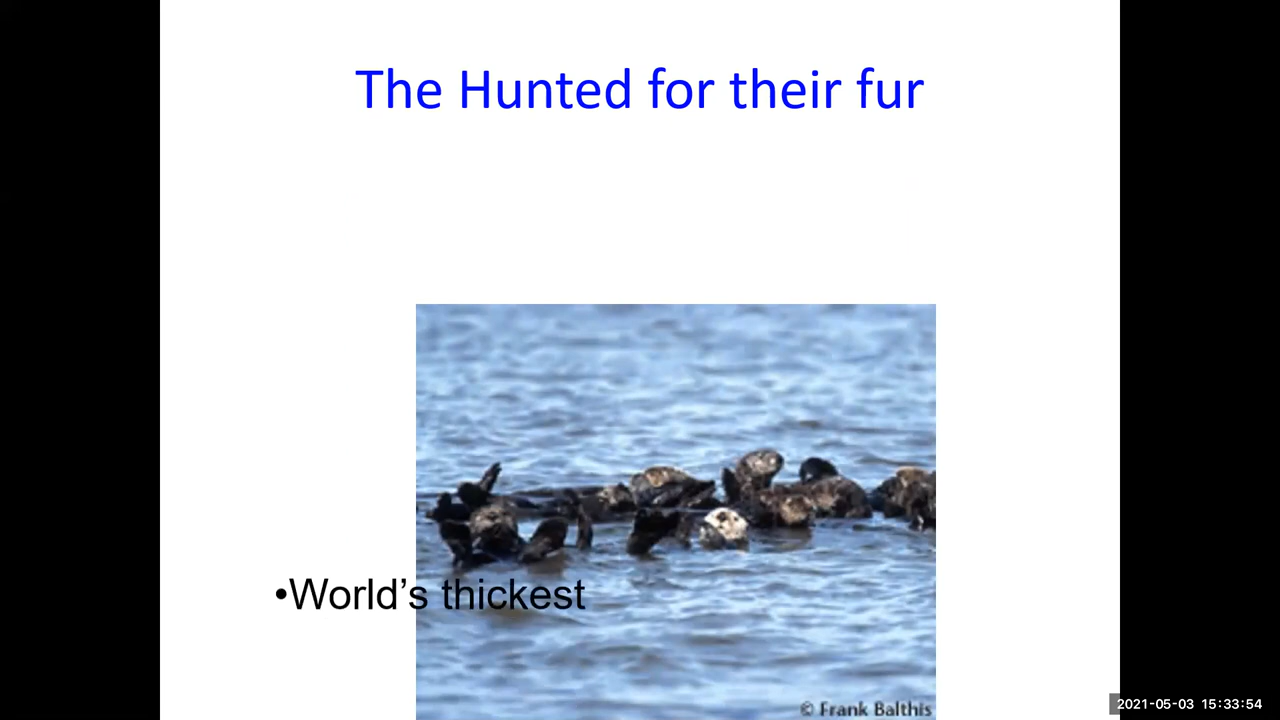 The Hunted for their fur
•World’s thickest
© Frank Balthis
2021-05-03 15:33:54